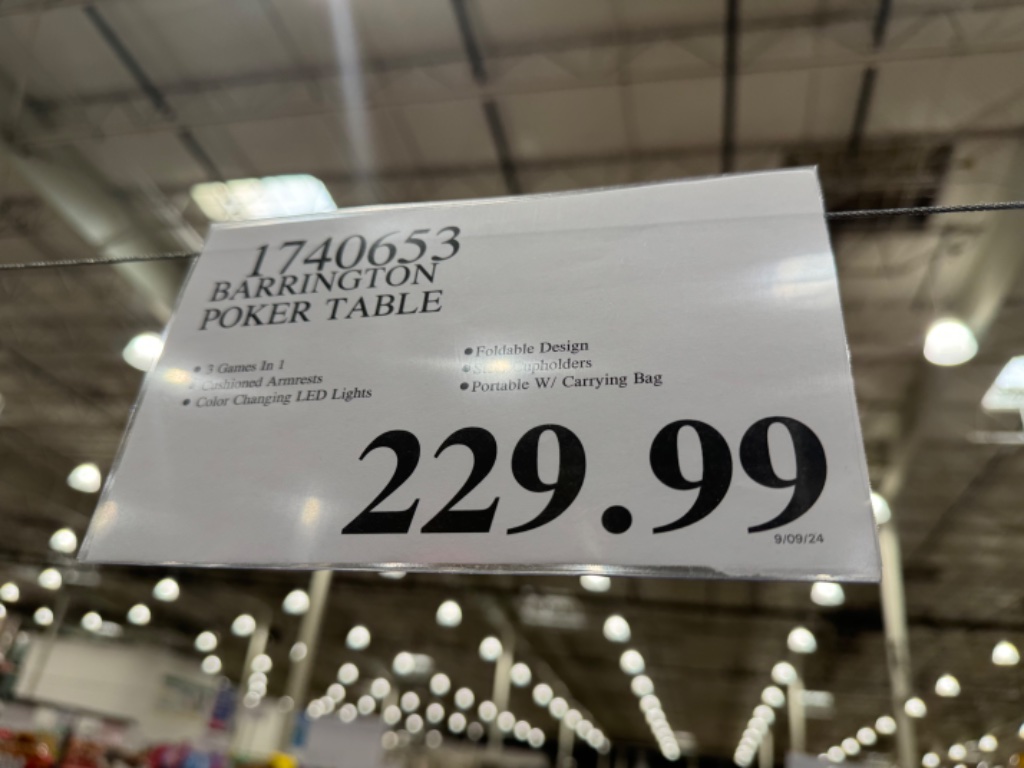 1740653
BARRINGTON
POKER TABLE
• 3 Games In 1
• Cushioned Armrests
• Color Changing LED Lights
• Foldable Design
• Cupholders
• Portable W/ Carrying Bag
229.99
9/09/24